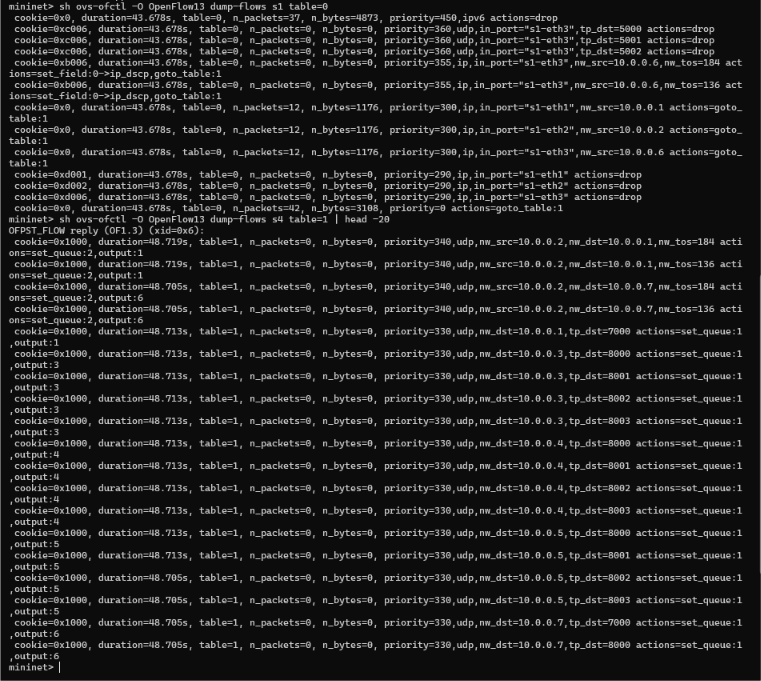 mininet> sh ovs-ofctl -O OpenFlow13 dump-flows s1 table=0
 cookie=0x0, duration=43.678s, table=0, n_packets=37, n_bytes=4873, priority=450,ipv6 actions=drop
 cookie=0xc006, duration=43.678s, table=0, n_packets=0, n_bytes=0, priority=360,udp,in_port="s1-eth3",tp_dst=5000 actions=drop
 cookie=0xc006, duration=43.678s, table=0, n_packets=0, n_bytes=0, priority=360,udp,in_port="s1-eth3",tp_dst=5001 actions=drop
 cookie=0xc006, duration=43.678s, table=0, n_packets=0, n_bytes=0, priority=360,udp,in_port="s1-eth3",tp_dst=5002 actions=drop
 cookie=0xb006, duration=43.678s, table=0, n_packets=0, n_bytes=0, priority=355,ip,in_port="s1-eth3",nw_src=10.0.0.6,nw_tos=184 act
ions=set_field:0->ip_dscp,goto_table:1
 cookie=0xb006, duration=43.678s, table=0, n_packets=0, n_bytes=0, priority=355,ip,in_port="s1-eth3",nw_src=10.0.0.6,nw_tos=136 act
ions=set_field:0->ip_dscp,goto_table:1
 cookie=0x0, duration=43.678s, table=0, n_packets=12, n_bytes=1176, priority=300,ip,in_port="s1-eth1",nw_src=10.0.0.1 actions=goto_
table:1
 cookie=0x0, duration=43.678s, table=0, n_packets=12, n_bytes=1176, priority=300,ip,in_port="s1-eth2",nw_src=10.0.0.2 actions=goto_
table:1
 cookie=0x0, duration=43.678s, table=0, n_packets=12, n_bytes=1176, priority=300,ip,in_port="s1-eth3",nw_src=10.0.0.6 actions=goto_
table:1
 cookie=0xd001, duration=43.678s, table=0, n_packets=0, n_bytes=0, priority=290,ip,in_port="s1-eth1" actions=drop
 cookie=0xd002, duration=43.678s, table=0, n_packets=0, n_bytes=0, priority=290,ip,in_port="s1-eth2" actions=drop
 cookie=0xd006, duration=43.678s, table=0, n_packets=0, n_bytes=0, priority=290,ip,in_port="s1-eth3" actions=drop
 cookie=0x0, duration=43.678s, table=0, n_packets=42, n_bytes=3108, priority=0 actions=goto_table:1
mininet> sh ovs-ofctl -O OpenFlow13 dump-flows s4 table=1 | head -20
OFPST_FLOW reply (OF1.3) (xid=0x6):
 cookie=0x1000, duration=48.719s, table=1, n_packets=0, n_bytes=0, priority=340,udp,nw_src=10.0.0.2,nw_dst=10.0.0.1,nw_tos=184 acti
ons=set_queue:2,output:1
 cookie=0x1000, duration=48.719s, table=1, n_packets=0, n_bytes=0, priority=340,udp,nw_src=10.0.0.2,nw_dst=10.0.0.1,nw_tos=136 acti
ons=set_queue:2,output:1
 cookie=0x1000, duration=48.705s, table=1, n_packets=0, n_bytes=0, priority=340,udp,nw_src=10.0.0.2,nw_dst=10.0.0.7,nw_tos=184 acti
ons=set_queue:2,output:6
 cookie=0x1000, duration=48.705s, table=1, n_packets=0, n_bytes=0, priority=340,udp,nw_src=10.0.0.2,nw_dst=10.0.0.7,nw_tos=136 acti
ons=set_queue:2,output:6
 cookie=0x1000, duration=48.713s, table=1, n_packets=0, n_bytes=0, priority=330,udp,nw_dst=10.0.0.1,tp_dst=7000 actions=set_queue:1
,output:1
 cookie=0x1000, duration=48.713s, table=1, n_packets=0, n_bytes=0, priority=330,udp,nw_dst=10.0.0.3,tp_dst=8000 actions=set_queue:1
,output:3
 cookie=0x1000, duration=48.713s, table=1, n_packets=0, n_bytes=0, priority=330,udp,nw_dst=10.0.0.3,tp_dst=8001 actions=set_queue:1
,output:3
 cookie=0x1000, duration=48.713s, table=1, n_packets=0, n_bytes=0, priority=330,udp,nw_dst=10.0.0.3,tp_dst=8002 actions=set_queue:1
,output:3
 cookie=0x1000, duration=48.713s, table=1, n_packets=0, n_bytes=0, priority=330,udp,nw_dst=10.0.0.3,tp_dst=8003 actions=set_queue:1
,output:3
 cookie=0x1000, duration=48.713s, table=1, n_packets=0, n_bytes=0, priority=330,udp,nw_dst=10.0.0.4,tp_dst=8000 actions=set_queue:1
,output:4
 cookie=0x1000, duration=48.713s, table=1, n_packets=0, n_bytes=0, priority=330,udp,nw_dst=10.0.0.4,tp_dst=8001 actions=set_queue:1
,output:4
 cookie=0x1000, duration=48.713s, table=1, n_packets=0, n_bytes=0, priority=330,udp,nw_dst=10.0.0.4,tp_dst=8002 actions=set_queue:1
,output:4
 cookie=0x1000, duration=48.713s, table=1, n_packets=0, n_bytes=0, priority=330,udp,nw_dst=10.0.0.4,tp_dst=8003 actions=set_queue:1
,output:4
 cookie=0x1000, duration=48.713s, table=1, n_packets=0, n_bytes=0, priority=330,udp,nw_dst=10.0.0.5,tp_dst=8000 actions=set_queue:1
,output:5
 cookie=0x1000, duration=48.713s, table=1, n_packets=0, n_bytes=0, priority=330,udp,nw_dst=10.0.0.5,tp_dst=8001 actions=set_queue:1
,output:5
 cookie=0x1000, duration=48.705s, table=1, n_packets=0, n_bytes=0, priority=330,udp,nw_dst=10.0.0.5,tp_dst=8002 actions=set_queue:1
,output:5
 cookie=0x1000, duration=48.705s, table=1, n_packets=0, n_bytes=0, priority=330,udp,nw_dst=10.0.0.5,tp_dst=8003 actions=set_queue:1
,output:5
 cookie=0x1000, duration=48.705s, table=1, n_packets=0, n_bytes=0, priority=330,udp,nw_dst=10.0.0.7,tp_dst=7000 actions=set_queue:1
,output:6
 cookie=0x1000, duration=48.705s, table=1, n_packets=0, n_bytes=0, priority=330,udp,nw_dst=10.0.0.7,tp_dst=8000 actions=set_queue:1
,output:6
mininet>